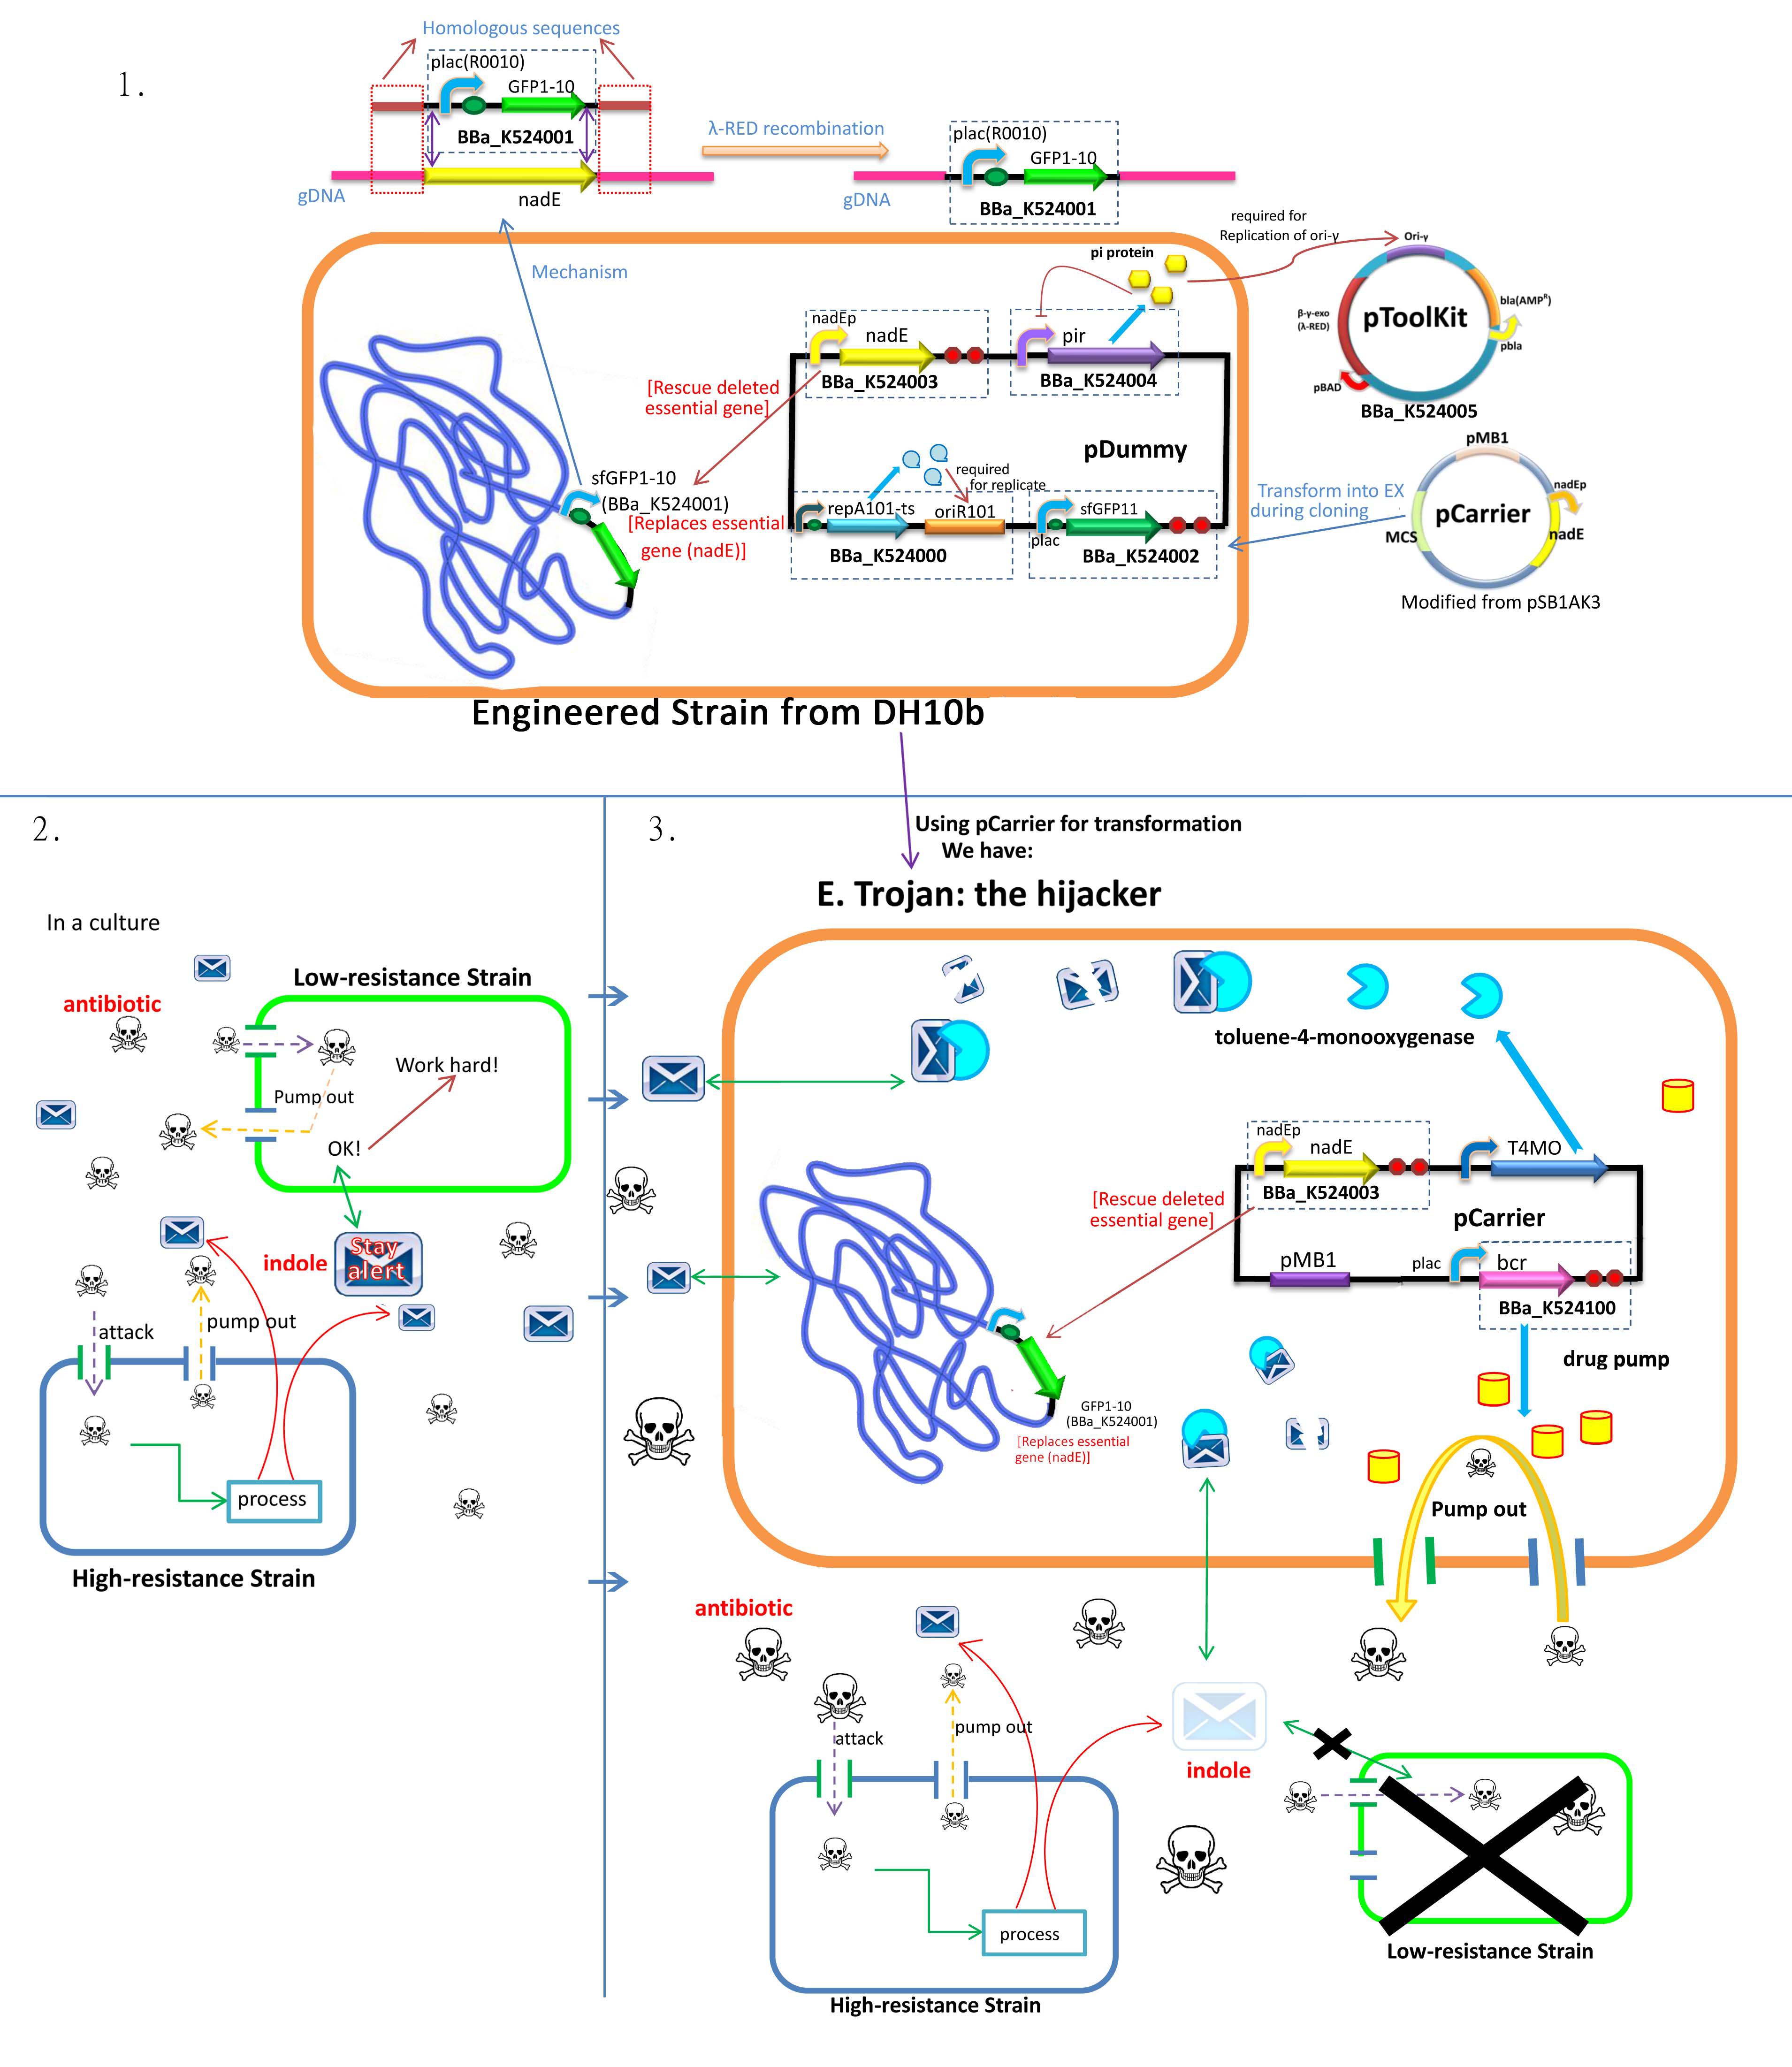 1.
Homologous sequences
plac(R0010)
GFP1-10
BBa_K524001
gDNA
nadE
λ-RED recombination
plac(R0010)
GFP1-10
gDNA
BBa_K524001
Mechanism
required for
Replication of ori-γ
pi protein
Ori-γ
bla(AMPᴿ)
β-γ-exo
(λ-RED)
pToolKit
pbla
pBAD
BBa_K524005
nadEp
nadE
BBa_K524003
pir
BBa_K524004
[Rescue deleted
essential gene]
pDummy
sfGFP1-10
(BBa_K524001)
[Replaces essential
gene (nadE)]
required
for replicate
repA101-ts
oriR101
BBa_K524000
sfGFP11
plac
BBa_K524002
Transform into EX
during cloning
pMB1
nadEp
pCarrier
MCS
nadE
Modified from pSB1AK3
Engineered Strain from DH10b
2.
In a culture
antibiotic
Low-resistance Strain
Work hard!
Pump out
OK!
indole
Stay
alert
attack
pump out
process
High-resistance Strain
3.
Using pCarrier for transformation
We have:
E. Trojan: the hijacker
toluene-4-monooxygenase
nadEp
nadE
BBa_K524003
T4MO
[Rescue deleted
essential gene]
pCarrier
pMB1
plac
bcr
BBa_K524100
drug pump
GFP1-10
(BBa_K524001)
[Replaces essential
gene (nadE)]
Pump out
antibiotic
attack
pump out
indole
process
High-resistance Strain
Low-resistance Strain